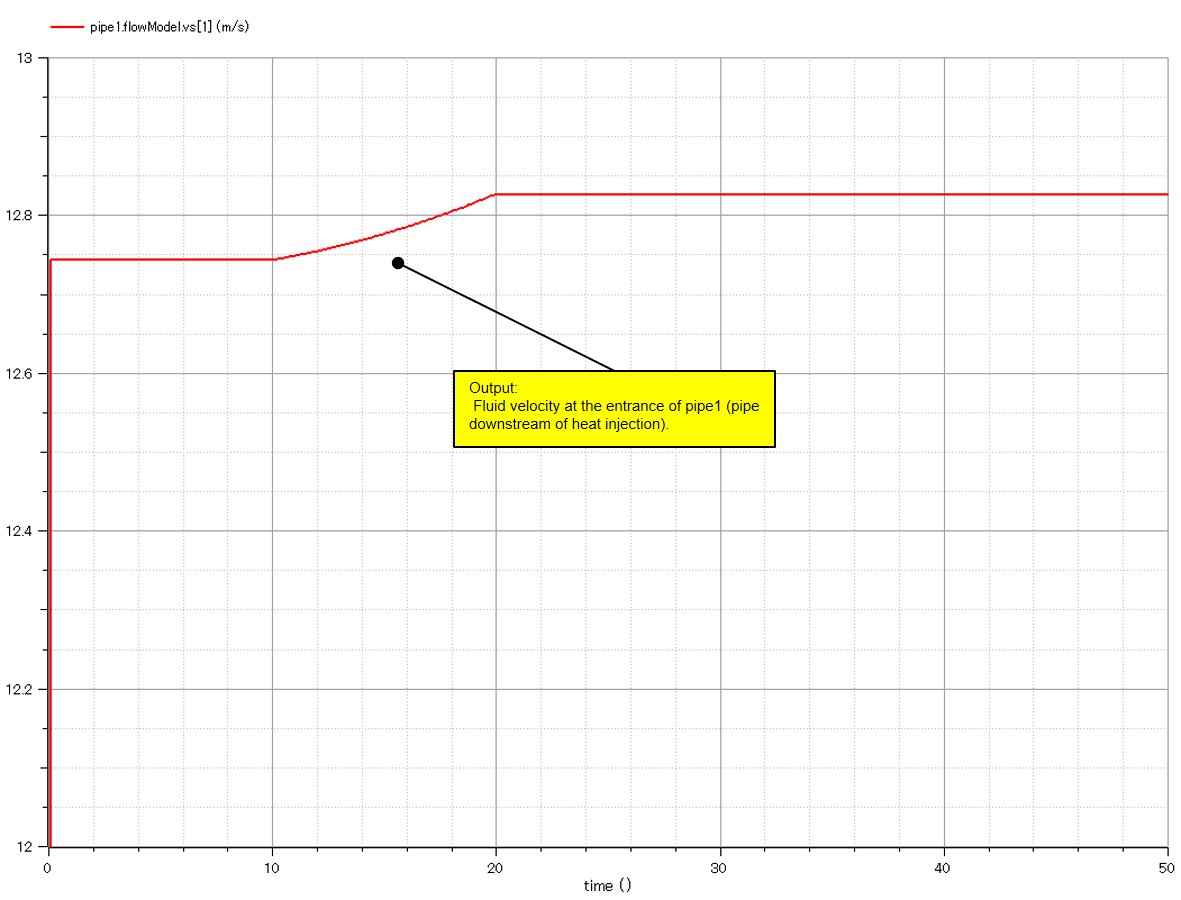 pipe1.flowModel.vs[1] (m/s)
13
12.8
12.6
12.4
12.2
12
Output:
Fluid velocity at the entrance of pipe1 (pipe
downstream of heat injection).
0 10 20 30 40 50
time ()